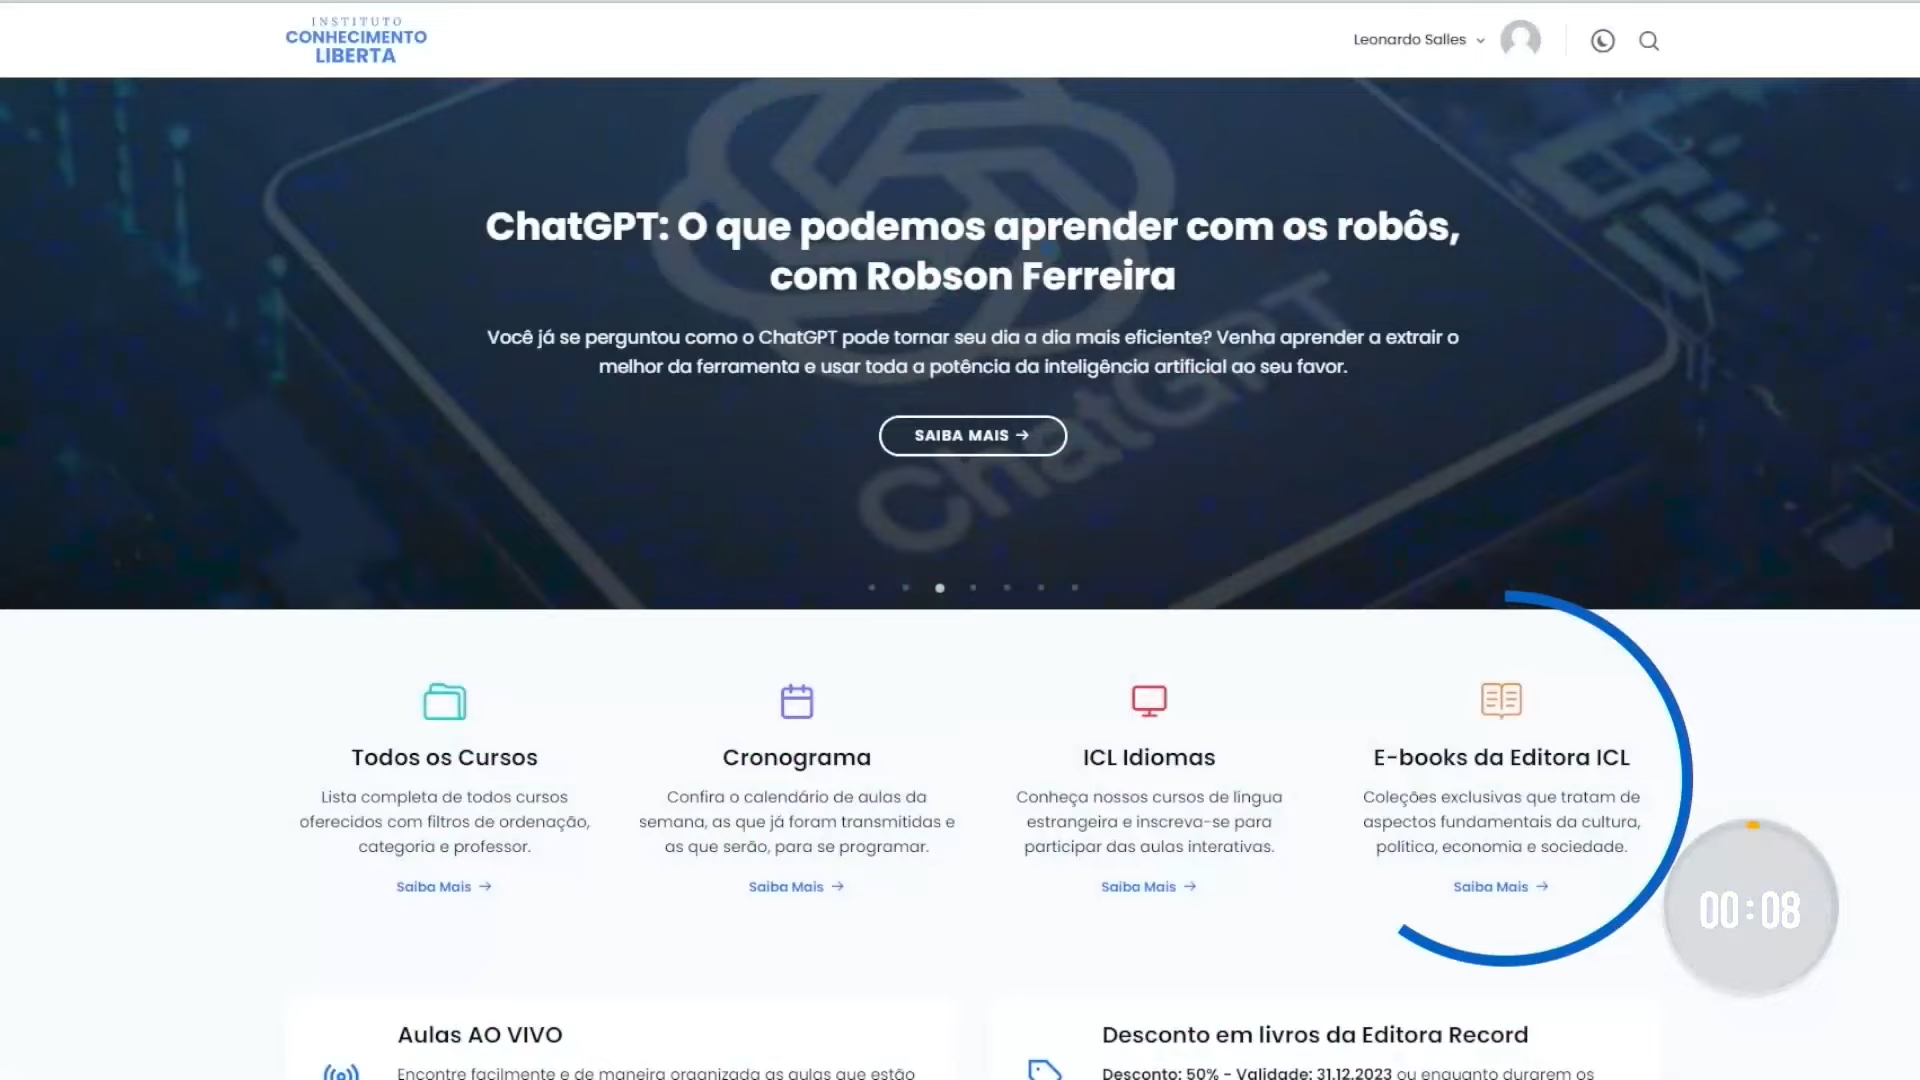 INSTITUTO
CONHECIMENTO
LIBERTA
Leonardo Salles
ChatGPT: O que podemos aprender com os robôs,
com Robson Ferreira
Você já se perguntou como o ChatGPT pode tornar seu dia a dia mais eficiente? Venha aprender a extrair o
melhor da ferramenta e usar toda a potência da inteligência artificial ao seu favor.
SAIBA MAIS →
ChatGPT
Todos os Cursos
Lista completa de todos cursos
oferecidos com filtros de ordenação,
categoria e professor.
Saiba Mais →
Cronograma
Confira o calendário de aulas da
semana, as que já foram transmitidas e
as que serão, para se programar.
Saiba Mais →
ICL Idiomas
Conheça nossos cursos de língua
estrangeira e inscreva-se para
participar das aulas interativas.
Saiba Mais →
E-books da Editora ICL
Coleções exclusivas que tratam de
aspectos fundamentais da cultura,
política, economia e sociedade.
Saiba Mais →
00:08
Aulas AO VIVO
Encontre facilmente e de maneira organizada as aulas que estão
Desconto em livros da Editora Record
Desconto: 50% - Validade: 31.12.2023 ou enquanto durarem os